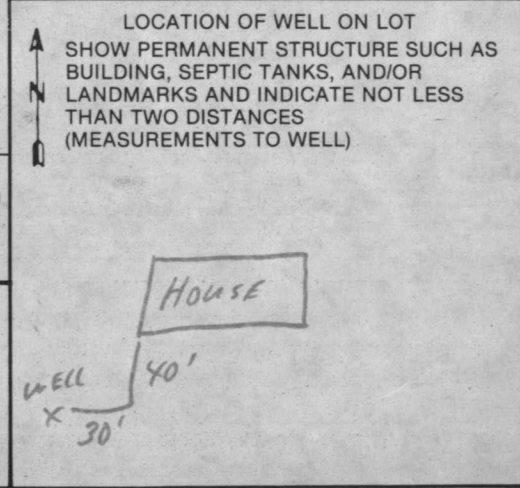 LOCATION OF WELL ON LOT
SHOW PERMANENT STRUCTURE SUCH AS
BUILDING, SEPTIC TANKS, AND/OR
N LANDMARKS AND INDICATE NOT LESS
THAN TWO DISTANCES
(MEASUREMENTS TO WELL)
HOUSE
WELL
40'
X
30'